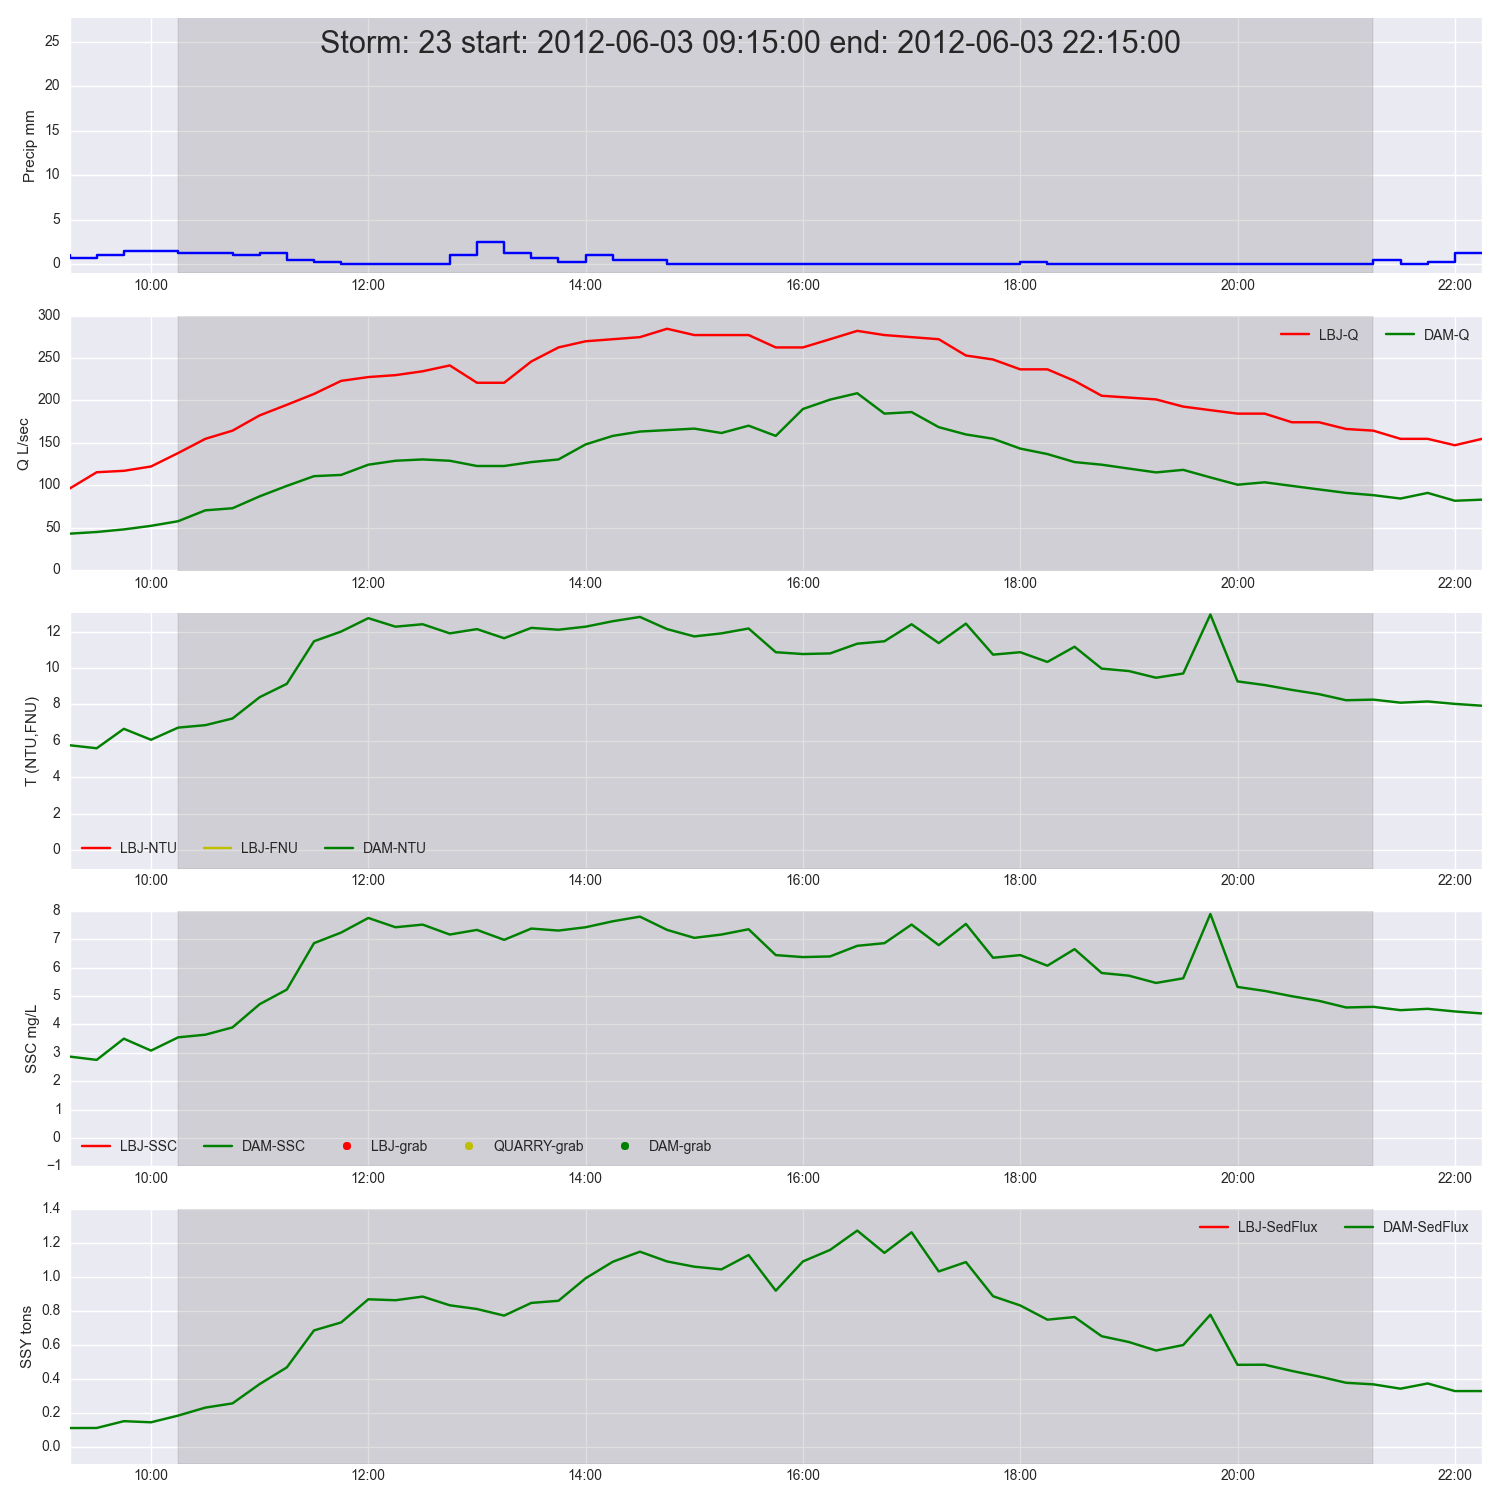 Storm: 23 start: 2012-06-03 09:15:00 end: 2012-06-03 22:15:00
Precip mm
25
20
15
10
5
0
10:00 12:00 14:00 16:00 18:00 20:00 22:00
LBJ-Q DAM-Q
Q L/sec
300
250
200
150
100
50
0
10:00 12:00 14:00 16:00 18:00 20:00 22:00
T (NTU,FNU)
12
10
8
6
4
2
0
LBJ-NTU LBJ-FNU DAM-NTU
10:00 12:00 14:00 16:00 18:00 20:00 22:00
SSC mg/L
8
7
6
5
4
3
2
1
0
−1
LBJ-SSC DAM-SSC LBJ-grab QUARRY-grab DAM-grab
10:00 12:00 14:00 16:00 18:00 20:00 22:00
LBJ-SedFlux DAM-SedFlux
SSY tons
1.4
1.2
1.0
0.8
0.6
0.4
0.2
0.0
10:00 12:00 14:00 16:00 18:00 20:00 22:00